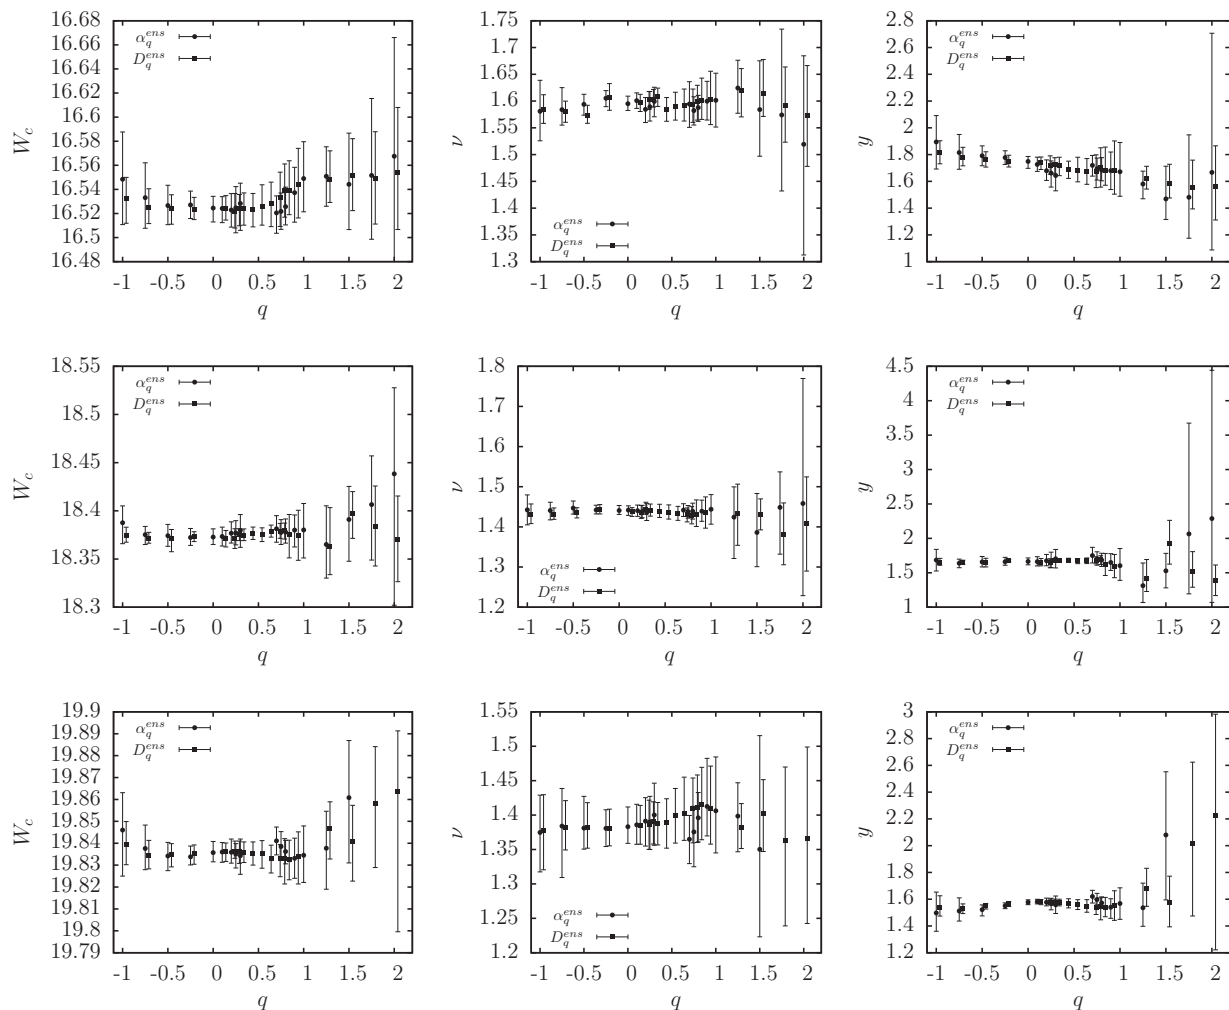 16.68
16.66
16.64
16.62
16.6
16.58
16.56
16.54
16.52
16.5
16.48
W_c
α_q^{ens}
D_q^{ens}
-1 -0.5 0 0.5 1 1.5 2
q
1.75
1.7
1.65
1.6
1.55
1.5
1.45
1.4
1.35
1.3
ν
α_q^{ens}
D_q^{ens}
-1 -0.5 0 0.5 1 1.5 2
q
2.8
2.6
2.4
2.2
2
1.8
1.6
1.4
1.2
1
y
α_q^{ens}
D_q^{ens}
-1 -0.5 0 0.5 1 1.5 2
q
18.55
18.5
18.45
18.4
18.35
18.3
W_c
α_q^{ens}
D_q^{ens}
-1 -0.5 0 0.5 1 1.5 2
q
1.8
1.7
1.6
1.5
1.4
1.3
1.2
ν
α_q^{ens}
D_q^{ens}
-1 -0.5 0 0.5 1 1.5 2
q
4.5
4
3.5
3
2.5
2
1.5
1
y
α_q^{ens}
D_q^{ens}
-1 -0.5 0 0.5 1 1.5 2
q
19.9
19.89
19.88
19.87
19.86
19.85
19.84
19.83
19.82
19.81
19.8
19.79
W_c
α_q^{ens}
D_q^{ens}
-1 -0.5 0 0.5 1 1.5 2
q
1.55
1.5
1.45
1.4
1.35
1.3
1.25
1.2
ν
α_q^{ens}
D_q^{ens}
-1 -0.5 0 0.5 1 1.5 2
q
3
2.8
2.6
2.4
2.2
2
1.8
1.6
1.4
1.2
y
α_q^{ens}
D_q^{ens}
-1 -0.5 0 0.5 1 1.5 2
q